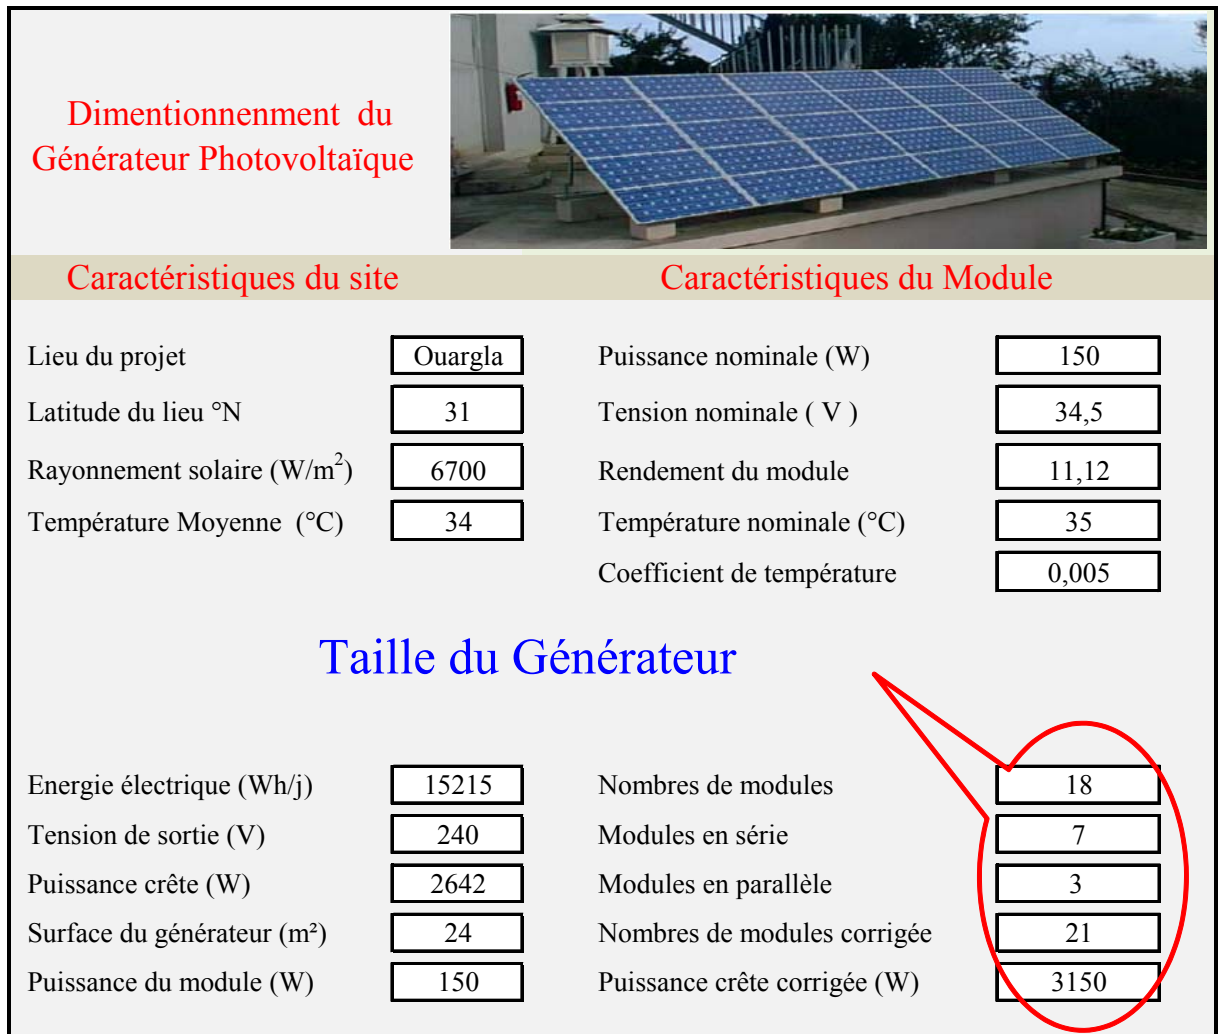 Dimentionnenment du
Générateur Photovoltaïque
Caractéristiques du site
Caractéristiques du Module
Lieu du projet Ouargla Puissance nominale (W) 150
Latitude du lieu °N 31 Tension nominale ( V ) 34,5
Rayonnement solaire (W/m²) 6700 Rendement du module 11,12
Température Moyenne (°C) 34 Température nominale (°C) 35
Coefficient de température 0,005
Taille du Générateur
Energie électrique (Wh/j) 15215 Nombres de modules 18
Tension de sortie (V) 240 Modules en série 7
Puissance crête (W) 2642 Modules en parallèle 3
Surface du générateur (m²) 24 Nombres de modules corrigée 21
Puissance du module (W) 150 Puissance crête corrigée (W) 3150